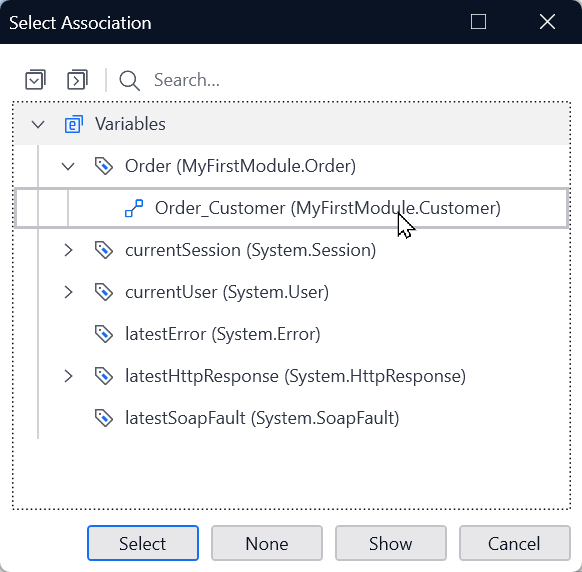 Select Association
Search...
Variables
Order (MyFirstModule.Order)
Order_Customer (MyFirstModule.Customer)
currentSession (System.Session)
currentUser (System.User)
latestError (System.Error)
latestHttpResponse (System.HttpResponse)
latestSoapFault (System.SoapFault)
Select None Show Cancel